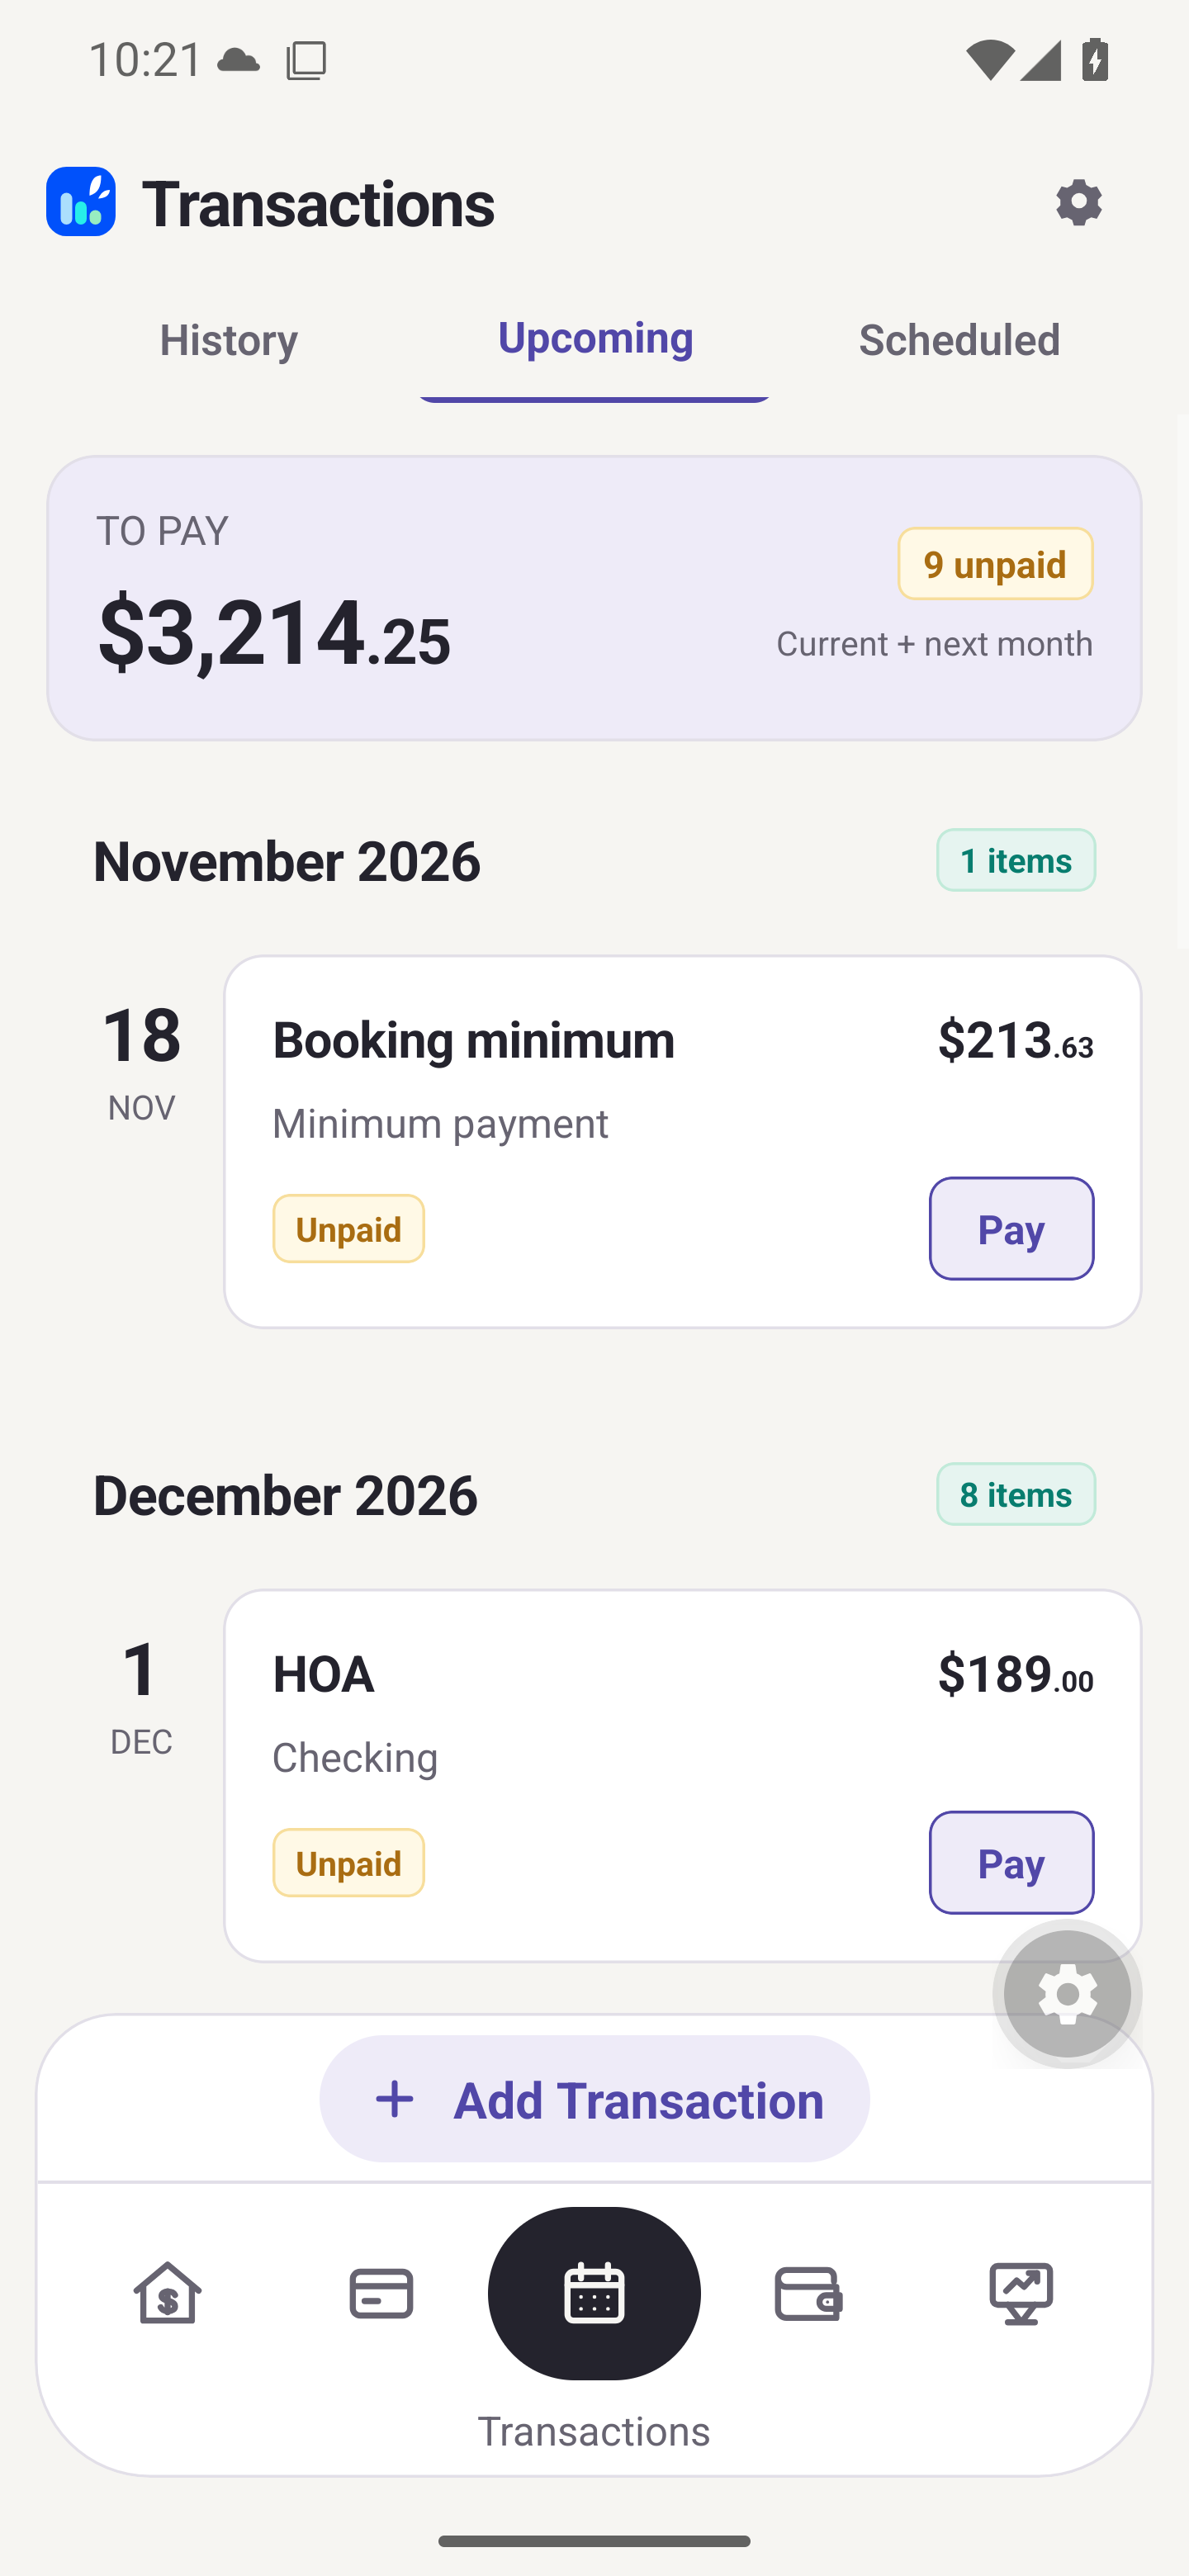 10:21
Transactions
History Upcoming Scheduled
TO PAY
$3,214.25
9 unpaid
Current + next month
November 2026
1 items
18
NOV
Booking minimum
$213.63
Minimum payment
Unpaid
Pay
December 2026
8 items
1
DEC
HOA
$189.00
Checking
Unpaid
Pay
+ Add Transaction
Transactions